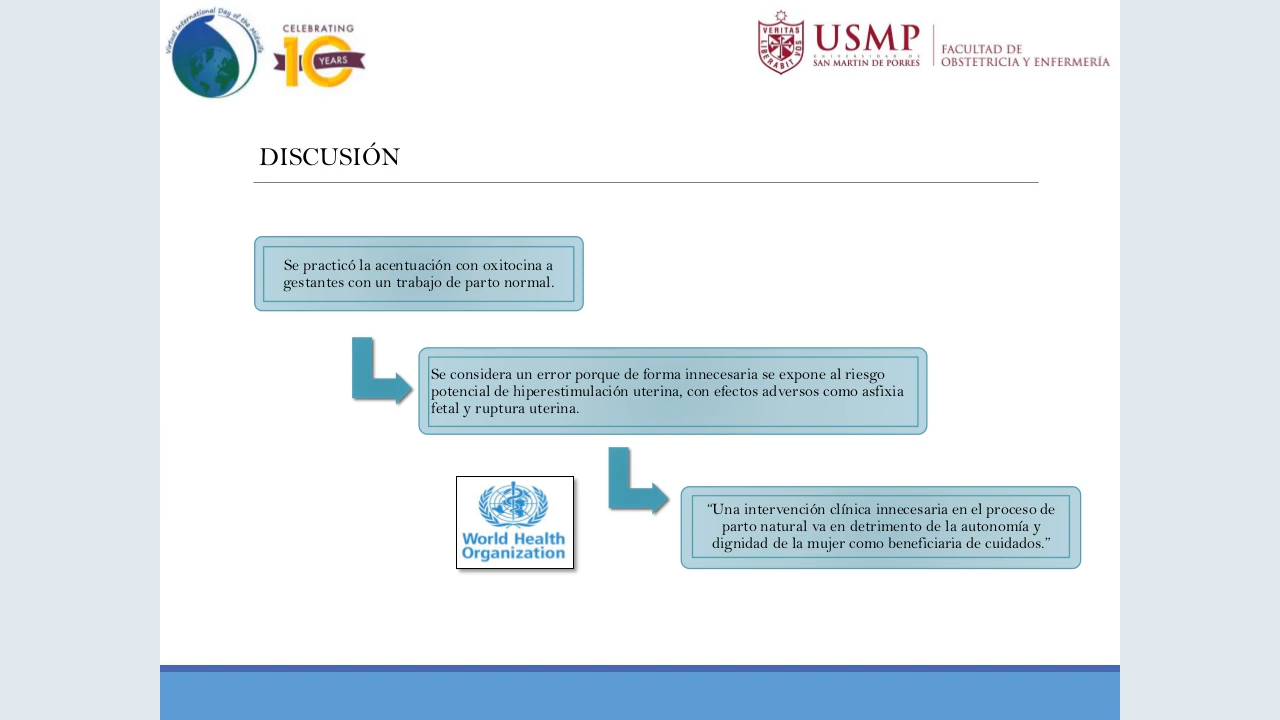 Virtual International Day of the Midwife
CELEBRATING
10
YEARS
VERITAS
LIBERABIT VOS
USMP
UNIVERSIDAD DE
SAN MARTIN DE PORRES
FACULTAD DE
OBSTETRICIA Y ENFERMERÍA
DISCUSIÓN
Se practicó la acentuación con oxitocina a
gestantes con un trabajo de parto normal.
Se considera un error porque de forma innecesaria se expone al riesgo
potencial de hiperestimulación uterina, con efectos adversos como asfixia
fetal y ruptura uterina.
World Health
Organization
“Una intervención clínica innecesaria en el proceso de
parto natural va en detrimento de la autonomía y
dignidad de la mujer como beneficiaria de cuidados.”